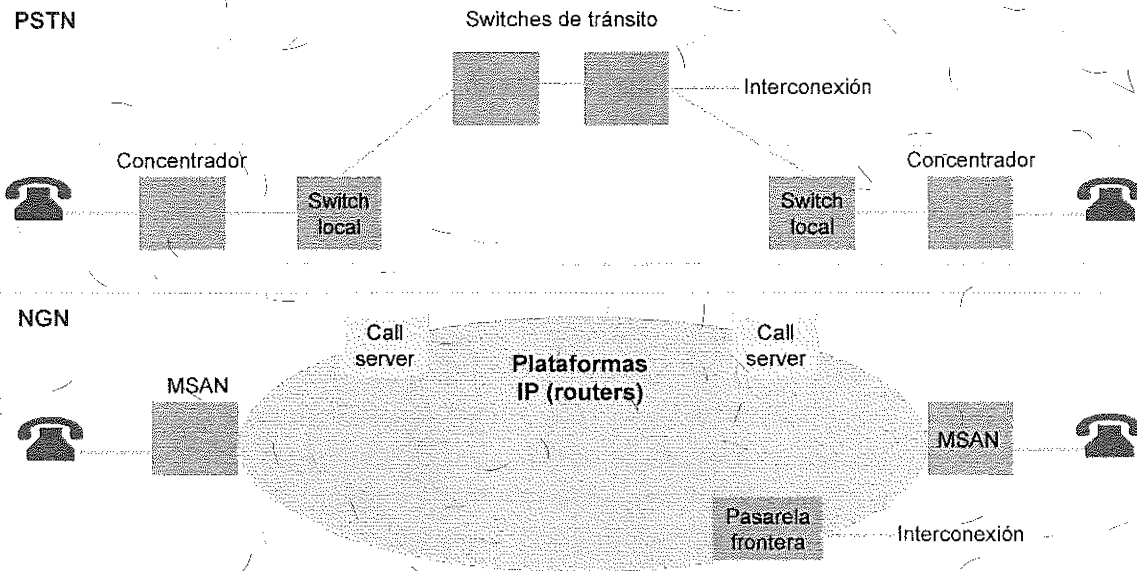 PSTN
Switches de tránsito
Interconexión
Concentrador
Switch
local
Switch
local
Concentrador
NGN
Call
server
Call
server
Plataformas
IP (routers)
MSAN
MSAN
Pasarela
frontera
Interconexión